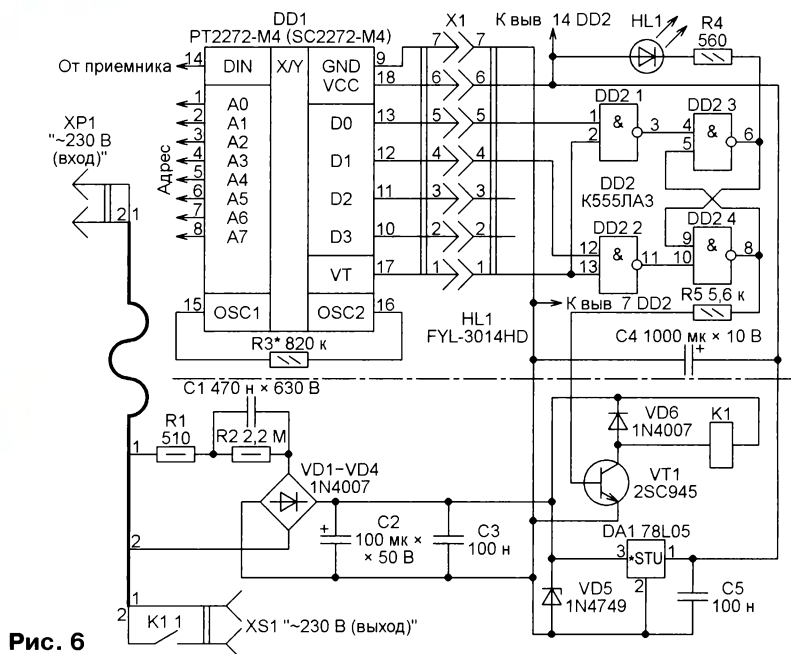 DD1
PT2272-M4 (SC2272-M4)
X1
К выв 14 DD2
HL1
R4
560
От приемника
14
DIN
X/Y
GND
VCC
9
18
7
7
6
6
1
A0
2
A1
3
A2
4
A3
5
A4
6
A5
7
A6
8
A7
Адрес
D0
13
5
5
D1
12
4
4
D2
11
3
3
D3
10
2
2
VT
17
1
1
15
OSC1
OSC2
16
R3* 820 к
XP1
"~230 В
(вход)"
2
1
DD2 1
1
2
&
3
DD2 3
4
5
&
6
DD2
К555ЛА3
DD2 2
12
13
&
11
DD2 4
9
10
&
8
К выв 7 DD2
R5 5,6 к
HL1
FYL-3014HD
C4 1000 мк × 10 В
+
C1 470 н × 630 В
R1
510
R2 2,2 М
1
2
VD1-VD4
1N4007
+
C2
100 мк ×
× 50 В
C3
100 н
VD6
1N4007
K1
VT1
2SC945
DA1 78L05
3
*STU
1
2
VD5
1N4749
C5
100 н
1
2
K1 1
XS1 "~230 В (выход)"
Рис. 6